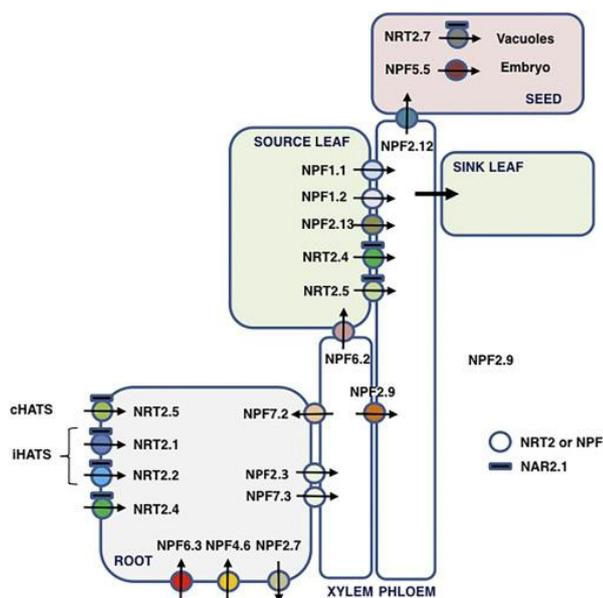 NRT2.7
Vacuoles
NPF5.5
Embryo
SEED
NPF2.12
SOURCE LEAF
SINK LEAF
NPF1.1
NPF1.2
NPF2.13
NRT2.4
NRT2.5
NPF6.2
NPF2.9
NPF2.9
cHATS
NRT2.5
NPF7.2
iHATS
NRT2.1
NRT2.2
NRT2.4
NPF2.3
NPF7.3
NRT2 or NPF
NAR2.1
NPF6.3 NPF4.6 NPF2.7
ROOT
XYLEM PHLOEM